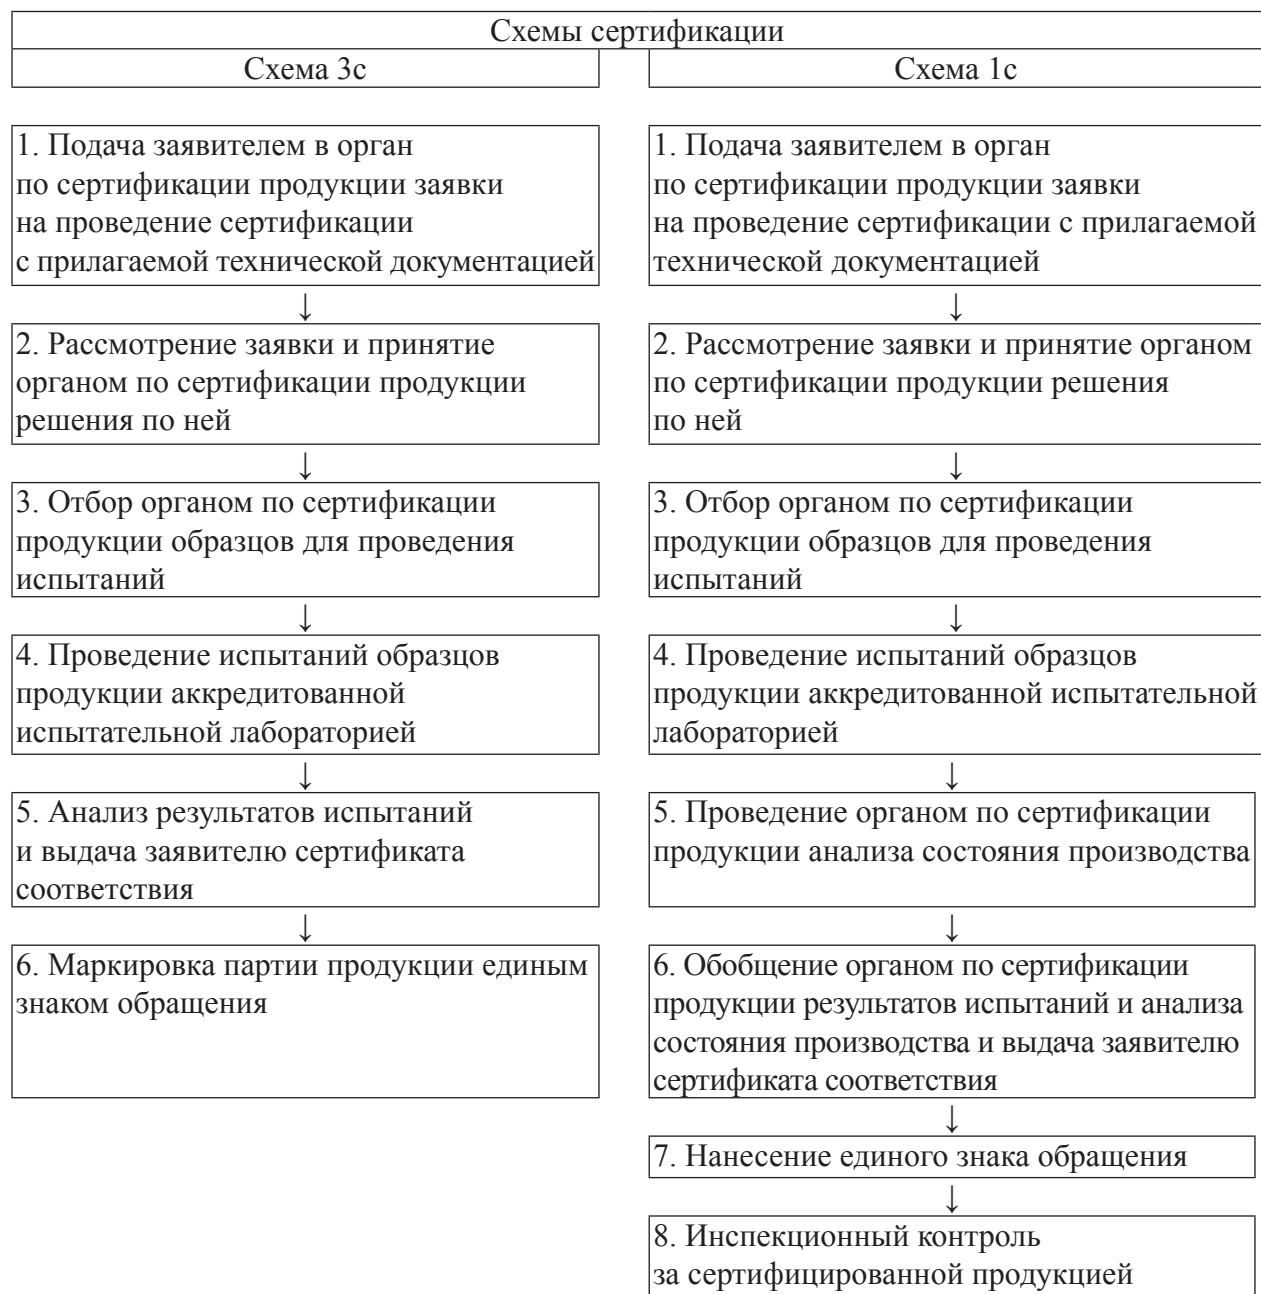 Схемы сертификации
Схема 3с
Схема 1с
1. Подача заявителем в орган
по сертификации продукции заявки
на проведение сертификации
с прилагаемой технической документацией
↓
2. Рассмотрение заявки и принятие
органом по сертификации продукции
решения по ней
↓
3. Отбор органом по сертификации
продукции образцов для проведения
испытаний
↓
4. Проведение испытаний образцов
продукции аккредитованной
испытательной лабораторией
↓
5. Анализ результатов испытаний
и выдача заявителю сертификата
соответствия
↓
6. Маркировка партии продукции единым
знаком обращения
1. Подача заявителем в орган
по сертификации продукции заявки
на проведение сертификации с прилагаемой
технической документацией
↓
2. Рассмотрение заявки и принятие органом
по сертификации продукции решения
по ней
↓
3. Отбор органом по сертификации
продукции образцов для проведения
испытаний
↓
4. Проведение испытаний образцов
продукции аккредитованной испытательной
лабораторией
↓
5. Проведение органом по сертификации
продукции анализа состояния производства
↓
6. Обобщение органом по сертификации
продукции результатов испытаний и анализа
состояния производства и выдача заявителю
сертификата соответствия
↓
7. Нанесение единого знака обращения
↓
8. Инспекционный контроль
за сертифицированной продукцией